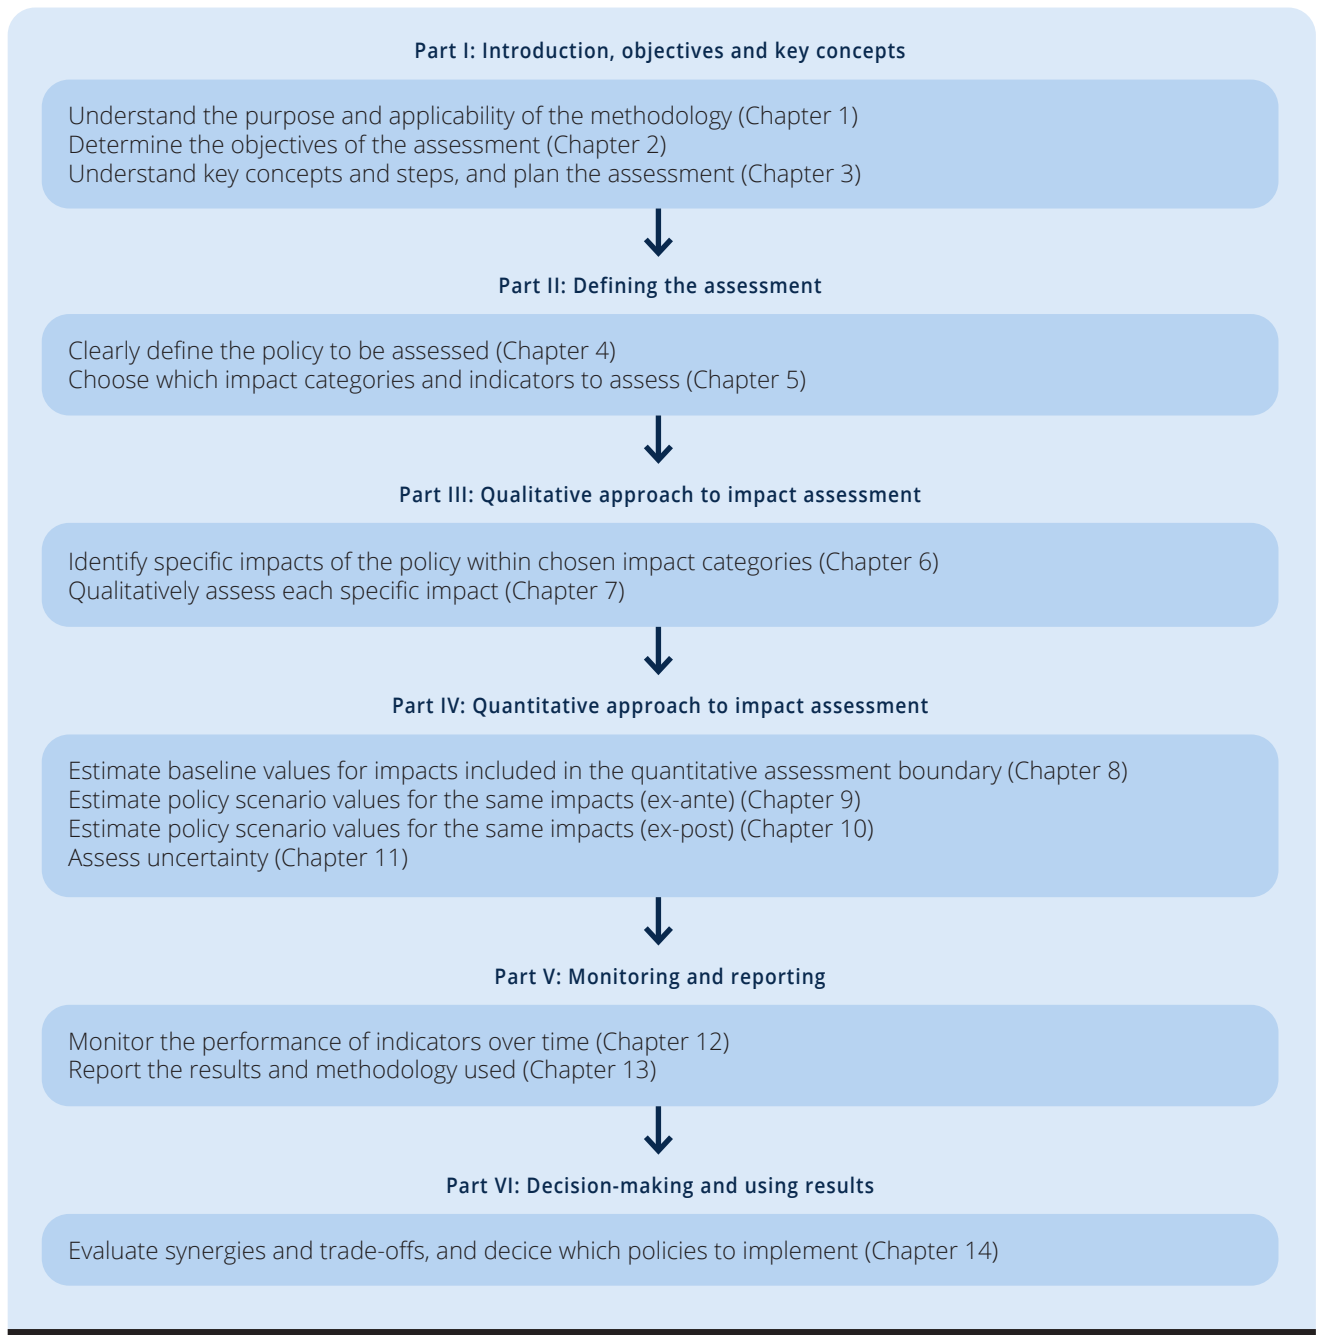 Part I: Introduction, objectives and key concepts
Understand the purpose and applicability of the methodology (Chapter 1)
Determine the objectives of the assessment (Chapter 2)
Understand key concepts and steps, and plan the assessment (Chapter 3)
Part II: Defining the assessment
Clearly define the policy to be assessed (Chapter 4)
Choose which impact categories and indicators to assess (Chapter 5)
Part III: Qualitative approach to impact assessment
Identify specific impacts of the policy within chosen impact categories (Chapter 6)
Qualitatively assess each specific impact (Chapter 7)
Part IV: Quantitative approach to impact assessment
Estimate baseline values for impacts included in the quantitative assessment boundary (Chapter 8)
Estimate policy scenario values for the same impacts (ex-ante) (Chapter 9)
Estimate policy scenario values for the same impacts (ex-post) (Chapter 10)
Assess uncertainty (Chapter 11)
Part V: Monitoring and reporting
Monitor the performance of indicators over time (Chapter 12)
Report the results and methodology used (Chapter 13)
Part VI: Decision-making and using results
Evaluate synergies and trade-offs, and decice which policies to implement (Chapter 14)